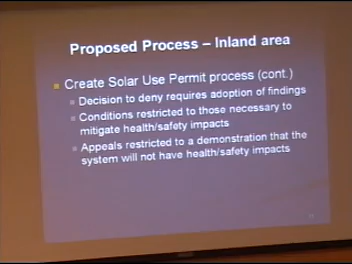 Proposed Process – Inland area
Create Solar Use Permit process (cont.)
Decision to deny requires adoption of findings
Conditions restricted to those necessary to
mitigate health/safety impacts
Appeals restricted to a demonstration that the
system will not have health/safety impacts